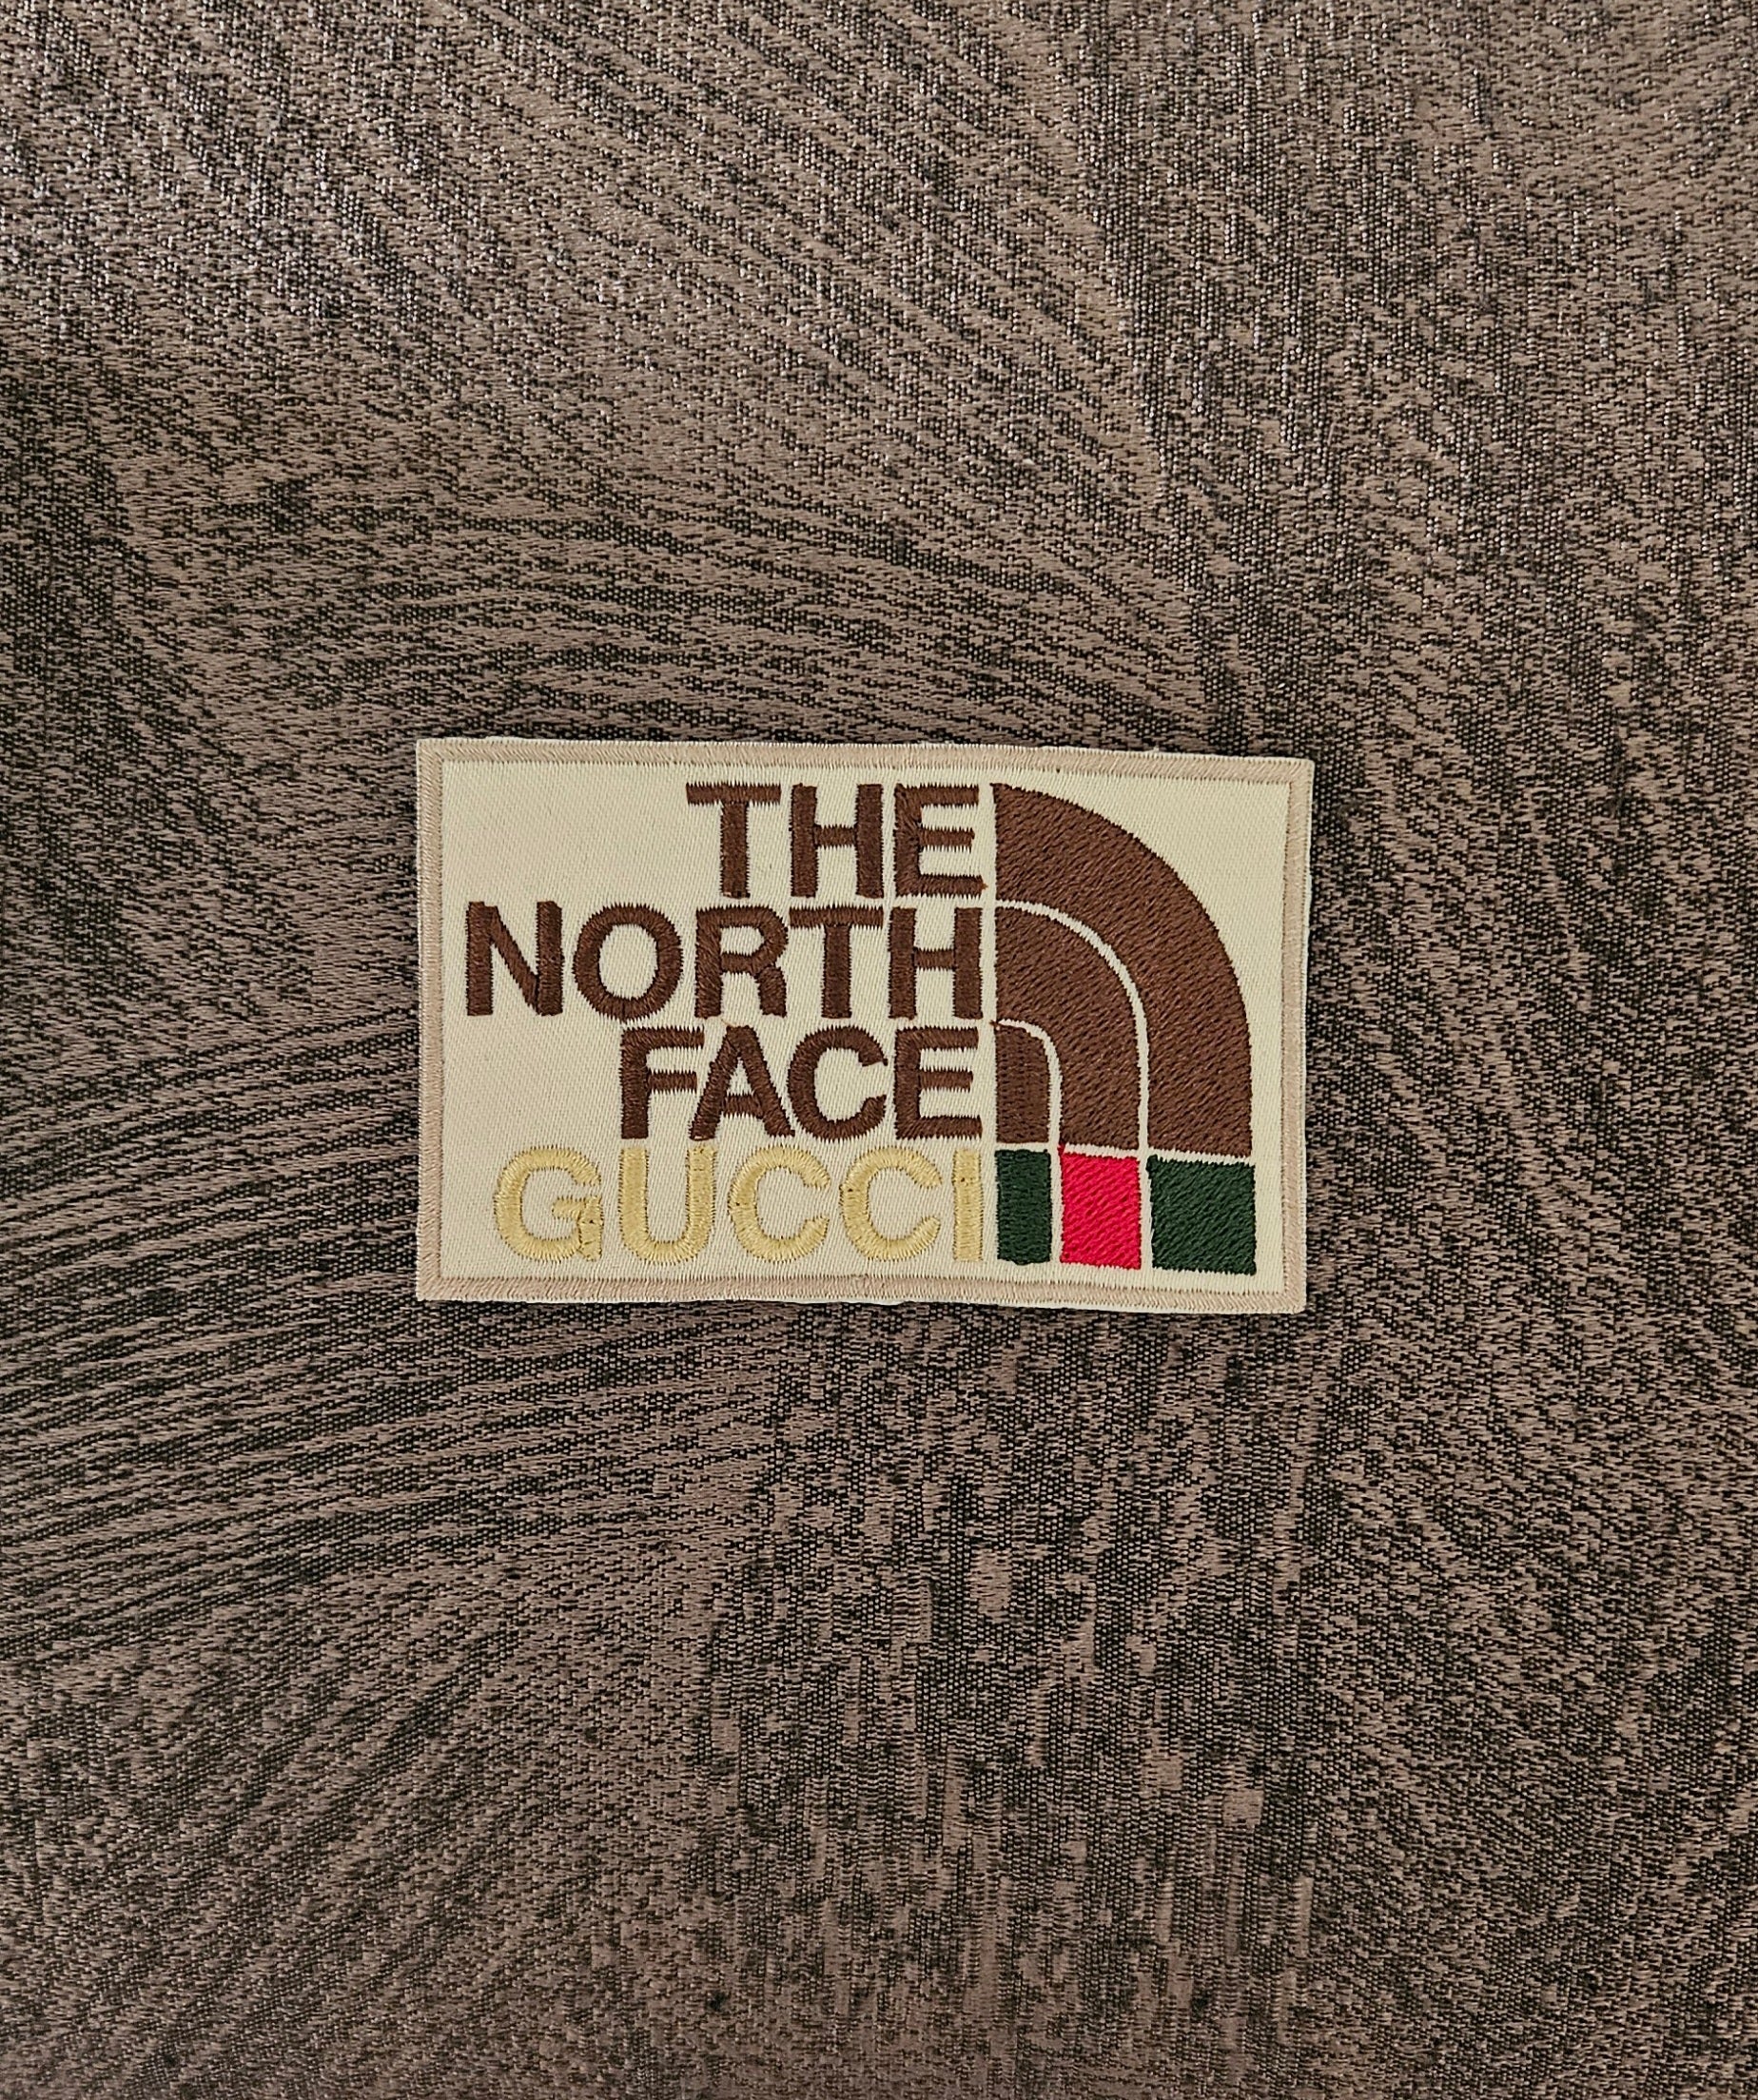 THE
NORTH
FACE
GUCCI